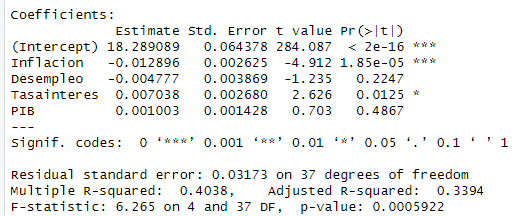 Coefficients:
Estimate Std. Error t value Pr(>|t|)
(Intercept) 18.289089 0.064378 284.087 < 2e-16 ***
Inflacion -0.012896 0.002625 -4.912 1.85e-05 ***
Desempleo -0.004777 0.003869 -1.235 0.2247
Tasainteres 0.007038 0.002680 2.626 0.0125 *
PIB 0.001003 0.001428 0.703 0.4867
---
Signif. codes: 0 ‘***’ 0.001 ‘**’ 0.01 ‘*’ 0.05 ‘.’ 0.1 ‘ ’ 1
Residual standard error: 0.03173 on 37 degrees of freedom
Multiple R-squared: 0.4038, Adjusted R-squared: 0.3394
F-statistic: 6.265 on 4 and 37 DF, p-value: 0.0005922